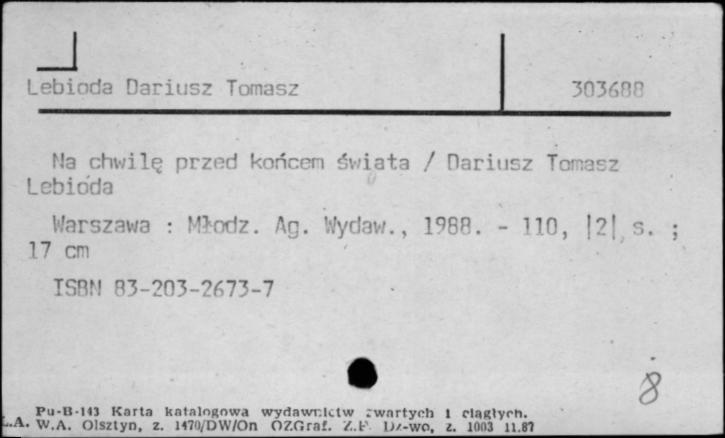 Lebioda Dariusz Tomasz 303688
Na chwilę przed końcem świata / Dariusz Tomasz
Lebioda
Warszawa : Młodz. Ag. Wydaw., 1988. - 110, |2| s. ;
17 cm
ISBN 83-203-2673-7
8
Pu-B-143 Karta katalogowa wydawnictw zwartych i ciągłych.
W.A. Olsztyn, z. 1470/DW/On OZGraf. Z.P. Dz-wo, z. 1003 11.87